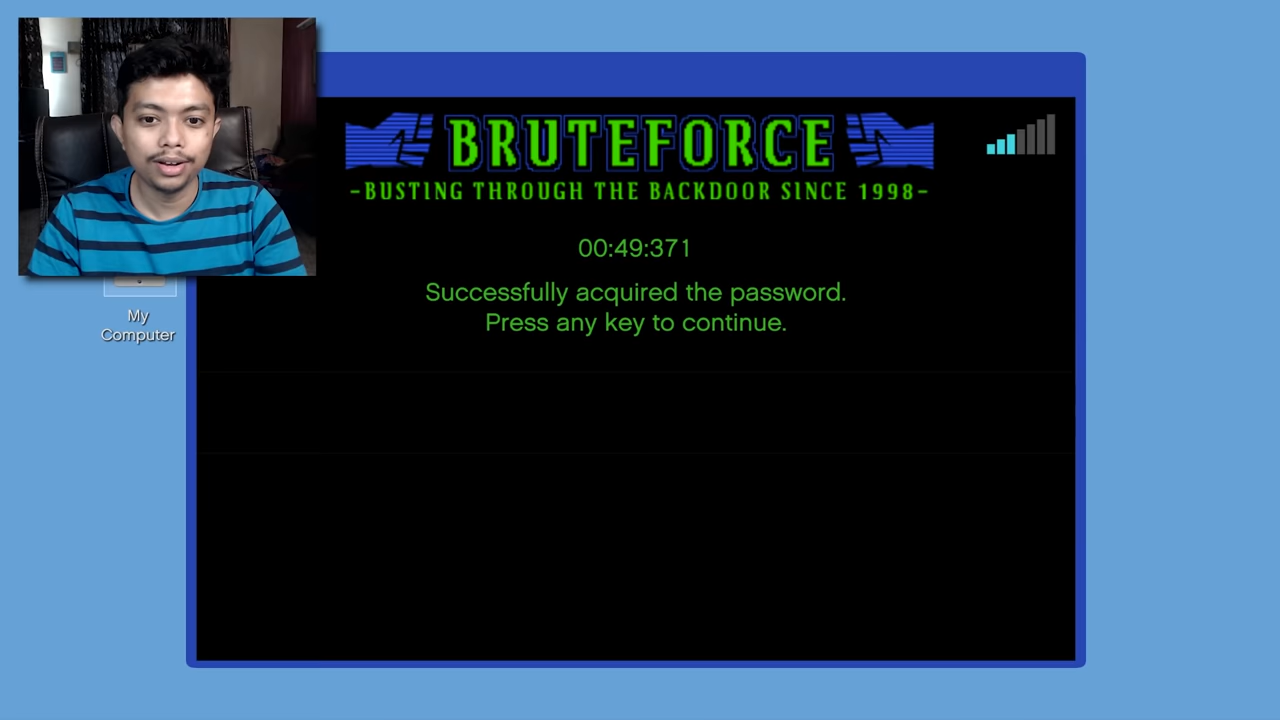 BRUTEFORCE
-BUSTING THROUGH THE BACKDOOR SINCE 1998-
00:49:371
Successfully acquired the password.
Press any key to continue.
My
Computer